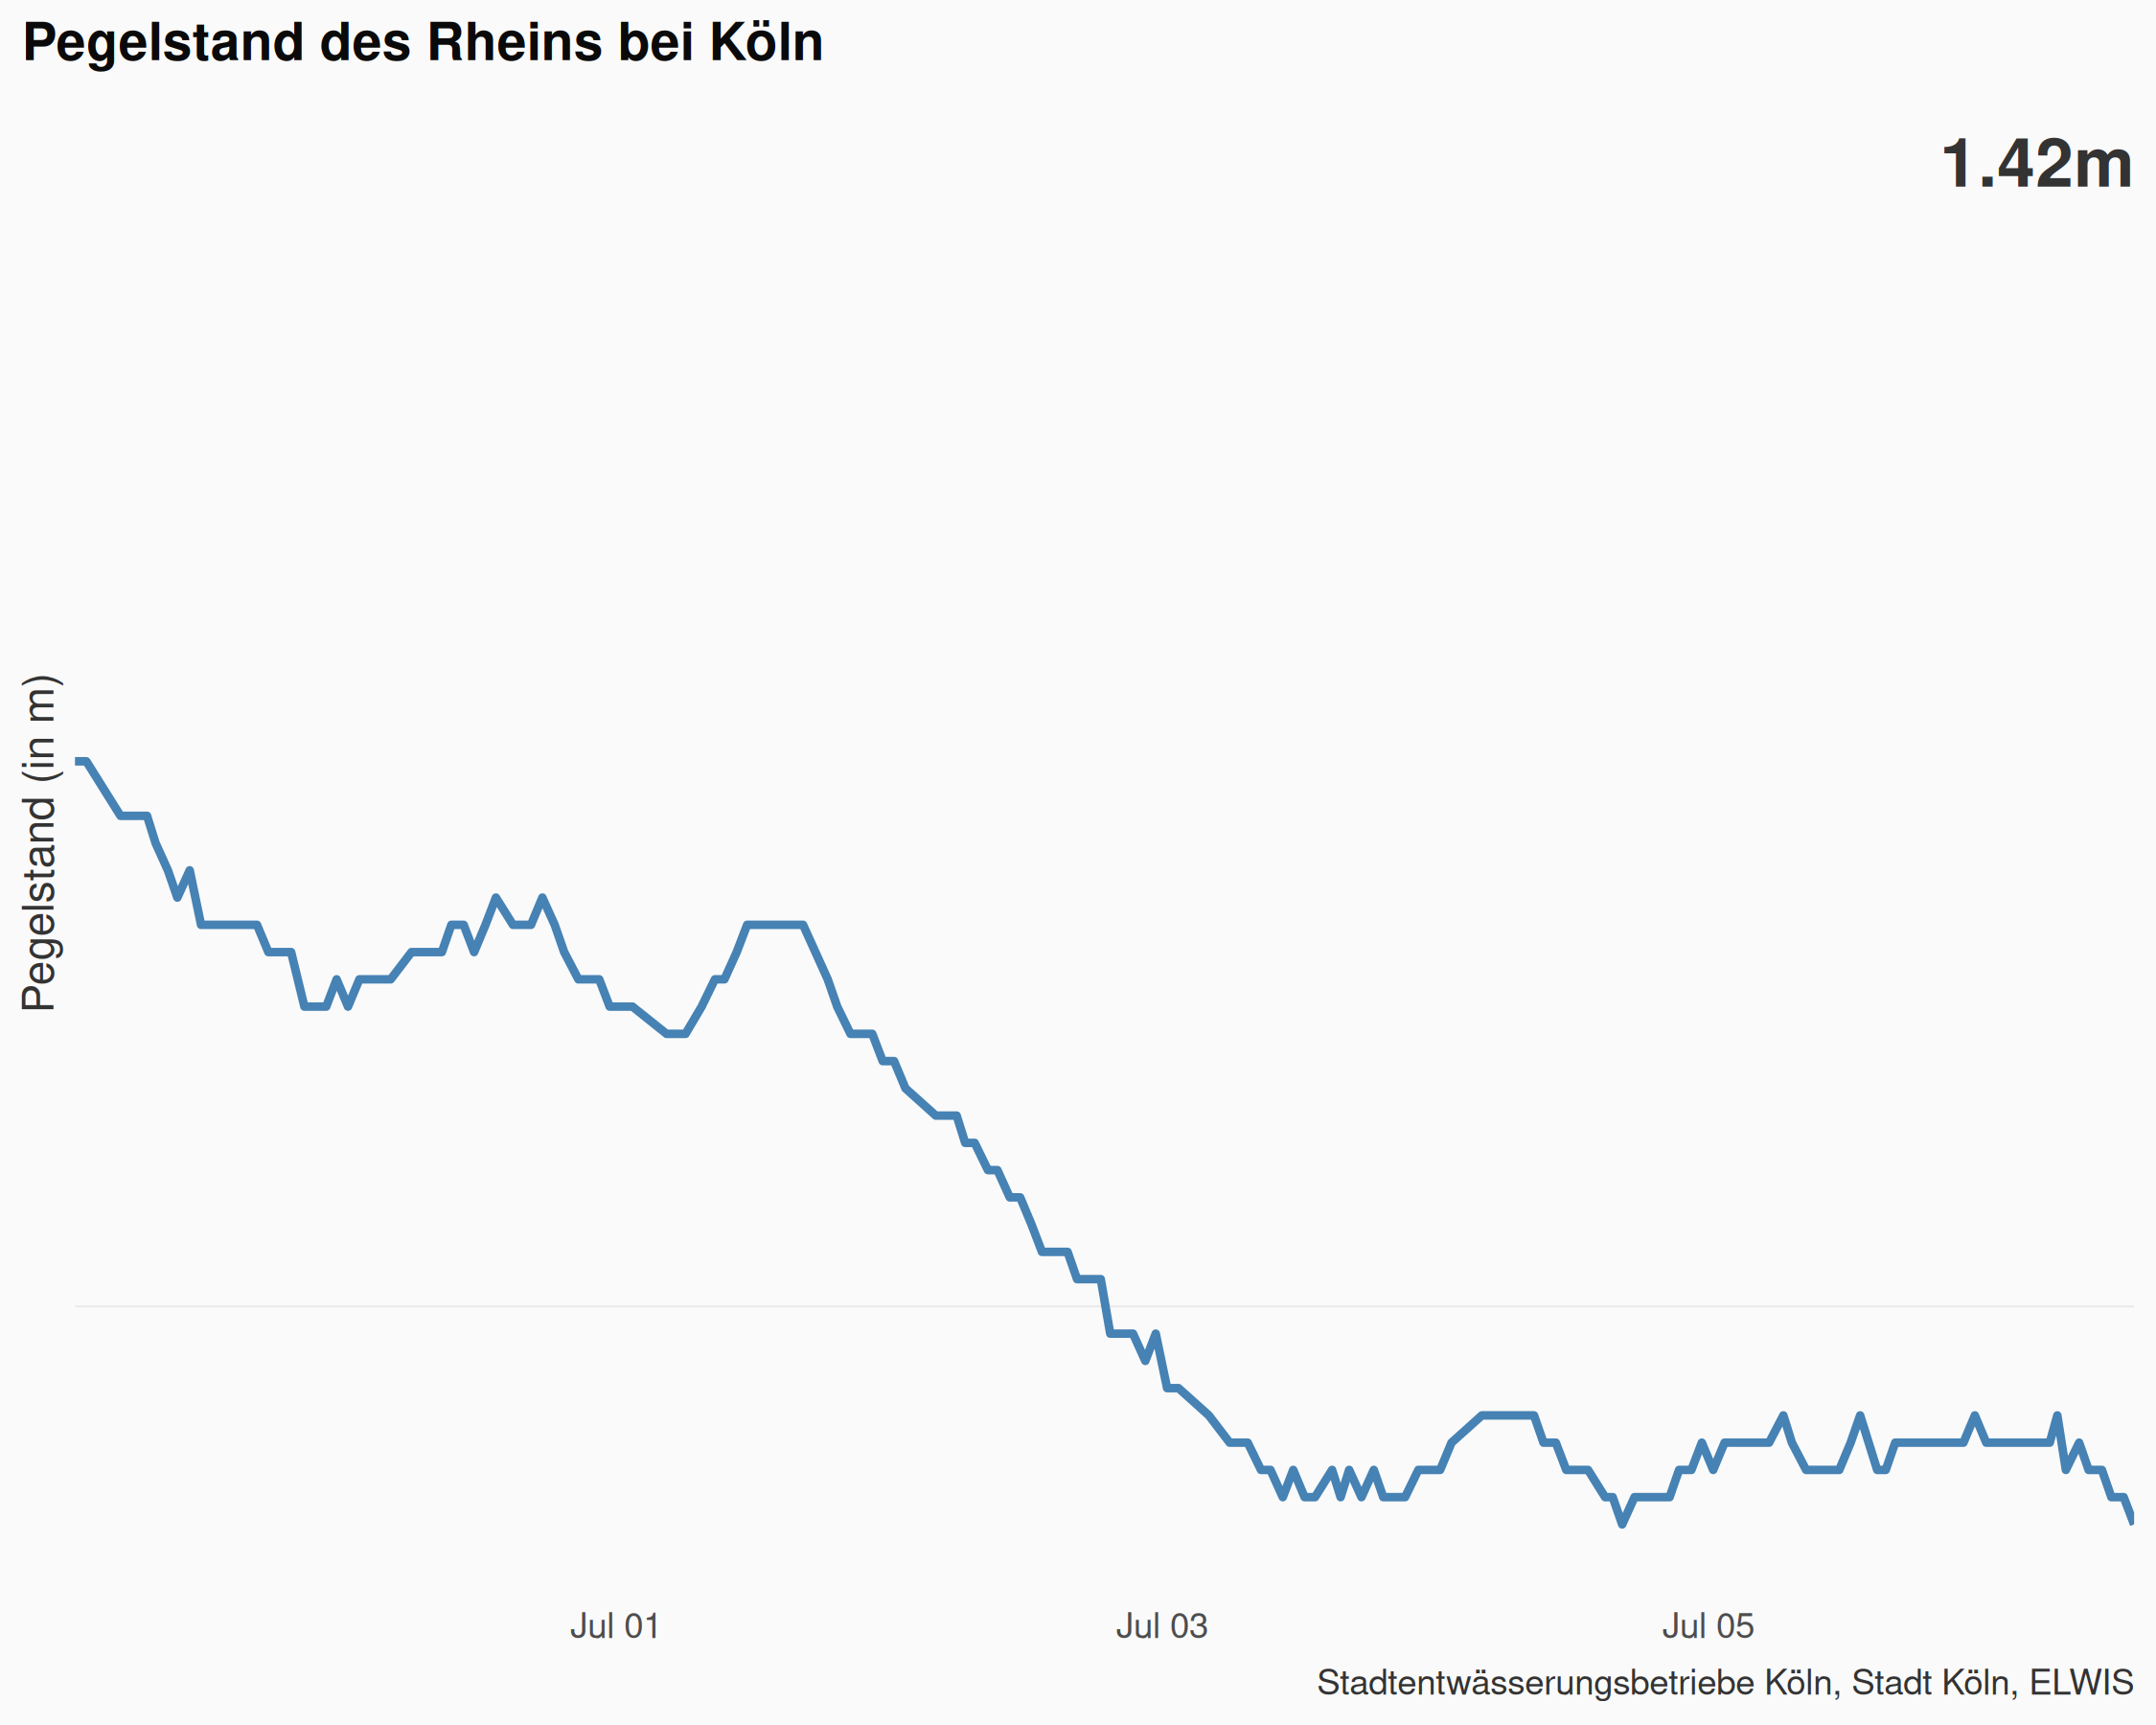 Pegelstand des Rheins bei Köln
1.42m
Pegelstand (in m)
Jul 01 Jul 03 Jul 05
Stadtentwässerungsbetriebe Köln, Stadt Köln, ELWIS